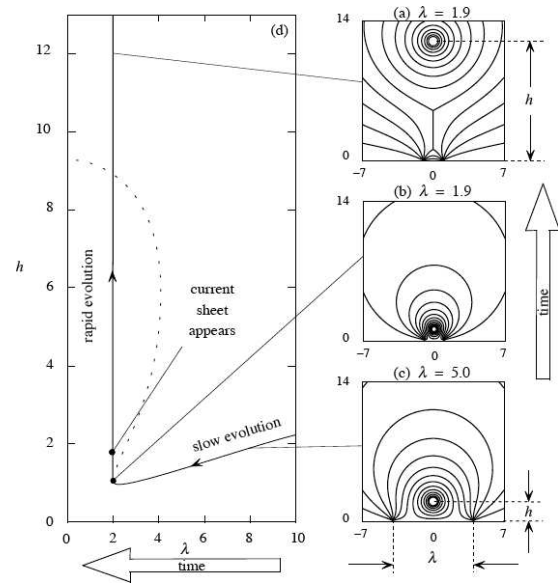 (d)
12
10
8
h
6
4
2
0
0
2
4
6
8
10
λ
time
rapid evolution
current
sheet
appears
slow evolution
(a) λ = 1.9
14
0
−7
0
7
h
(b) λ = 1.9
14
0
−7
0
7
(c) λ = 5.0
14
0
−7
0
7
h
λ
time